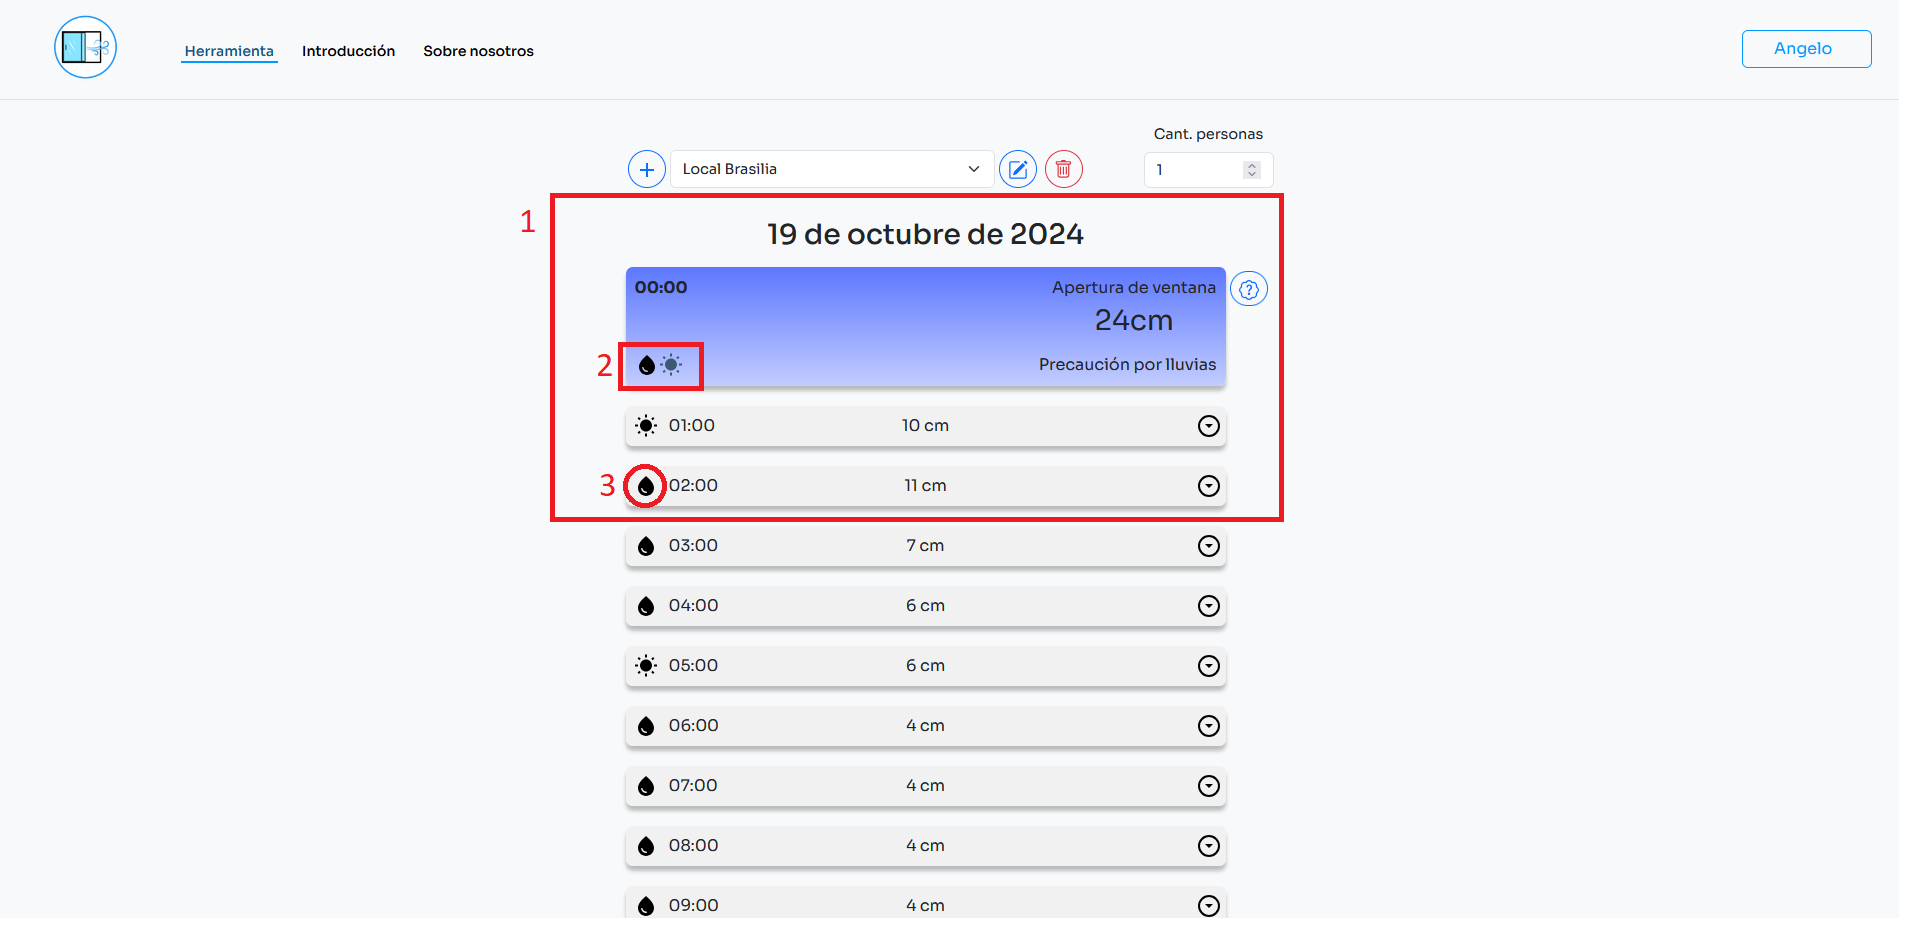 Herramienta Introducción Sobre nosotros Angelo
Cant. personas
Local Brasilia 1
1
19 de octubre de 2024
00:00 Apertura de ventana
24cm
2 Precaución por lluvias
01:00 10 cm
3 02:00 11 cm
03:00 7 cm
04:00 6 cm
05:00 6 cm
06:00 4 cm
07:00 4 cm
08:00 4 cm
09:00 4 cm